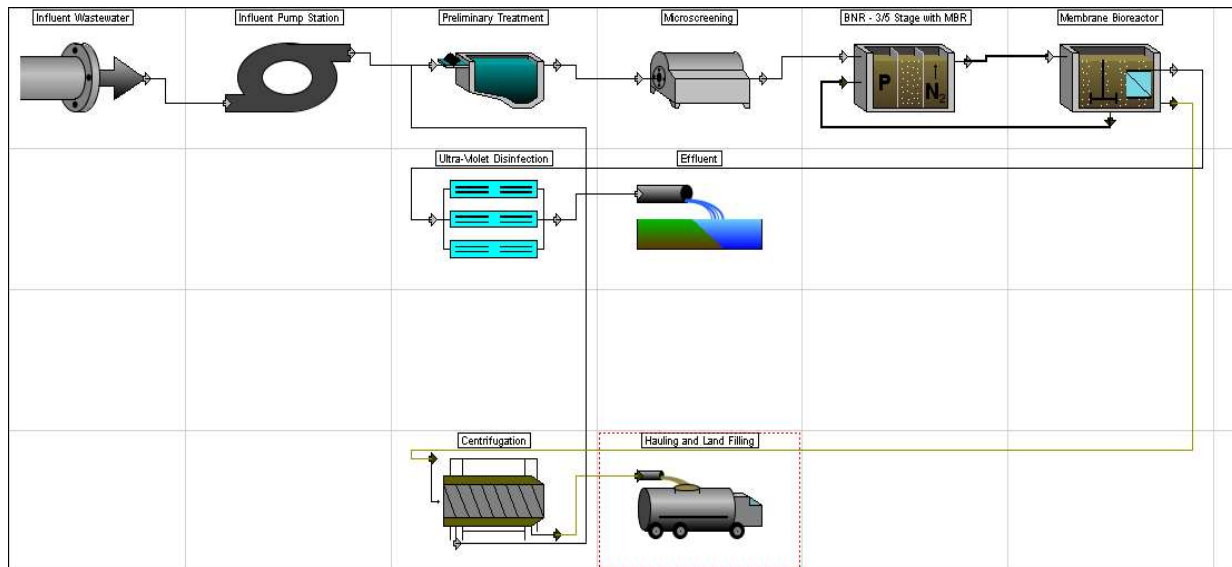 Influent Wastewater
Influent Pump Station
Preliminary Treatment
Microscreening
BNR - 3/5 Stage with MBR
Membrane Bioreactor
P
N2
Ultra-Violet Disinfection
Effluent
Centrifugation
Hauling and Land Filling